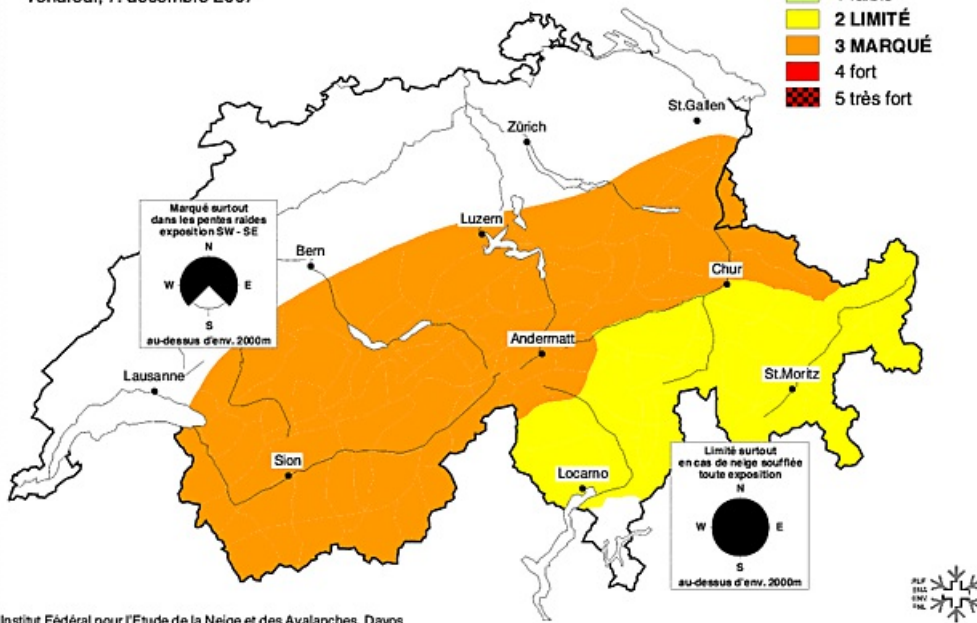 2 LIMITÉ
3 MARQUÉ
4 fort
5 très fort
St.Gallen
Zürich
Marqué surtout
dans les pentes raides
exposition SW - SE
N
W E
S
au-dessus d'env. 2000m
Luzern
Bern
Chur
Andermatt
Lausanne
St.Moritz
Sion
Locarno
Limité surtout
en cas de neige soufflée
toute exposition
N
W E
S
au-dessus d'env. 2000m
Institut Fédéral pour l'Etude de la Neige et des Avalanches, Davos